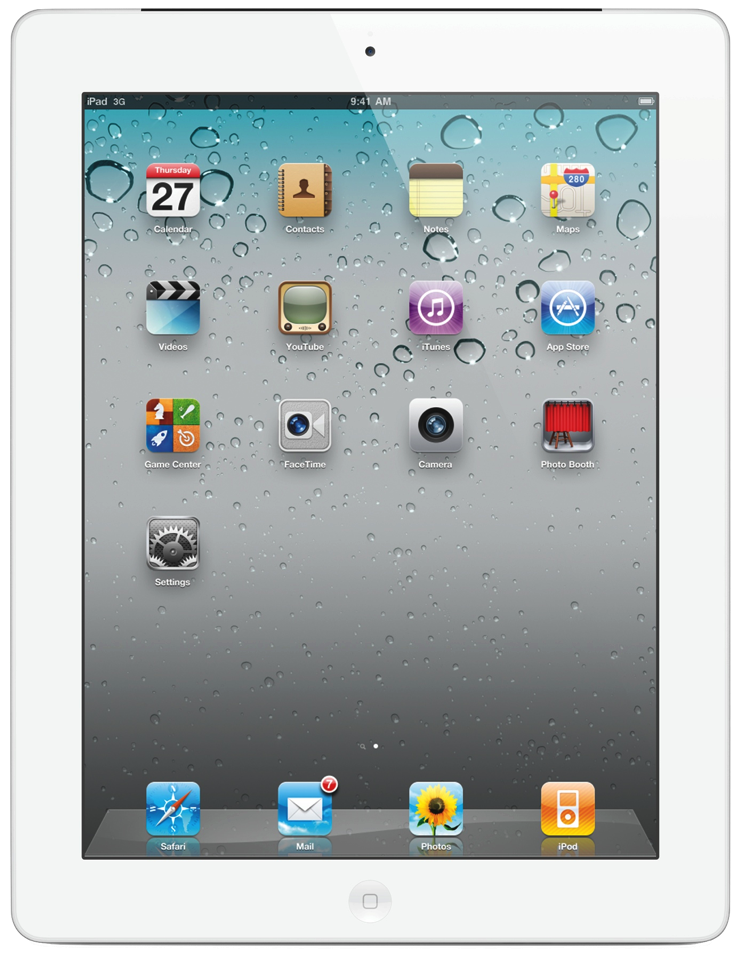 iPad 3G 9:41 AM
Thursday
27
280
Calendar Contacts Notes Maps
Videos YouTube iTunes App Store
Game Center FaceTime Camera Photo Booth
Settings
7
Safari Mail Photos iPod